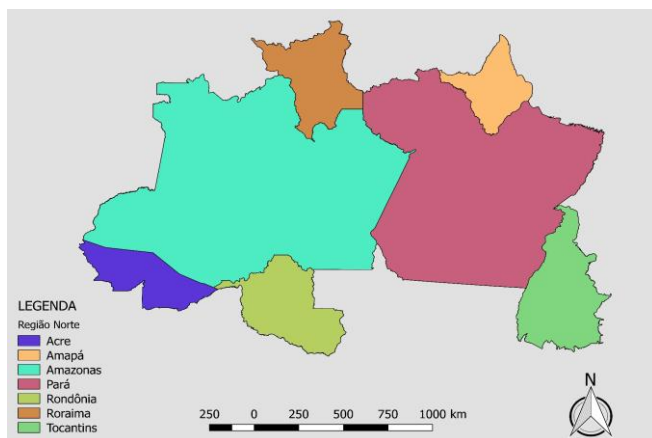 LEGENDA
Região Norte
Acre
Amapá
Amazonas
Pará
Rondônia
Roraima
Tocantins
250 0 250 500 750 1000 km
N